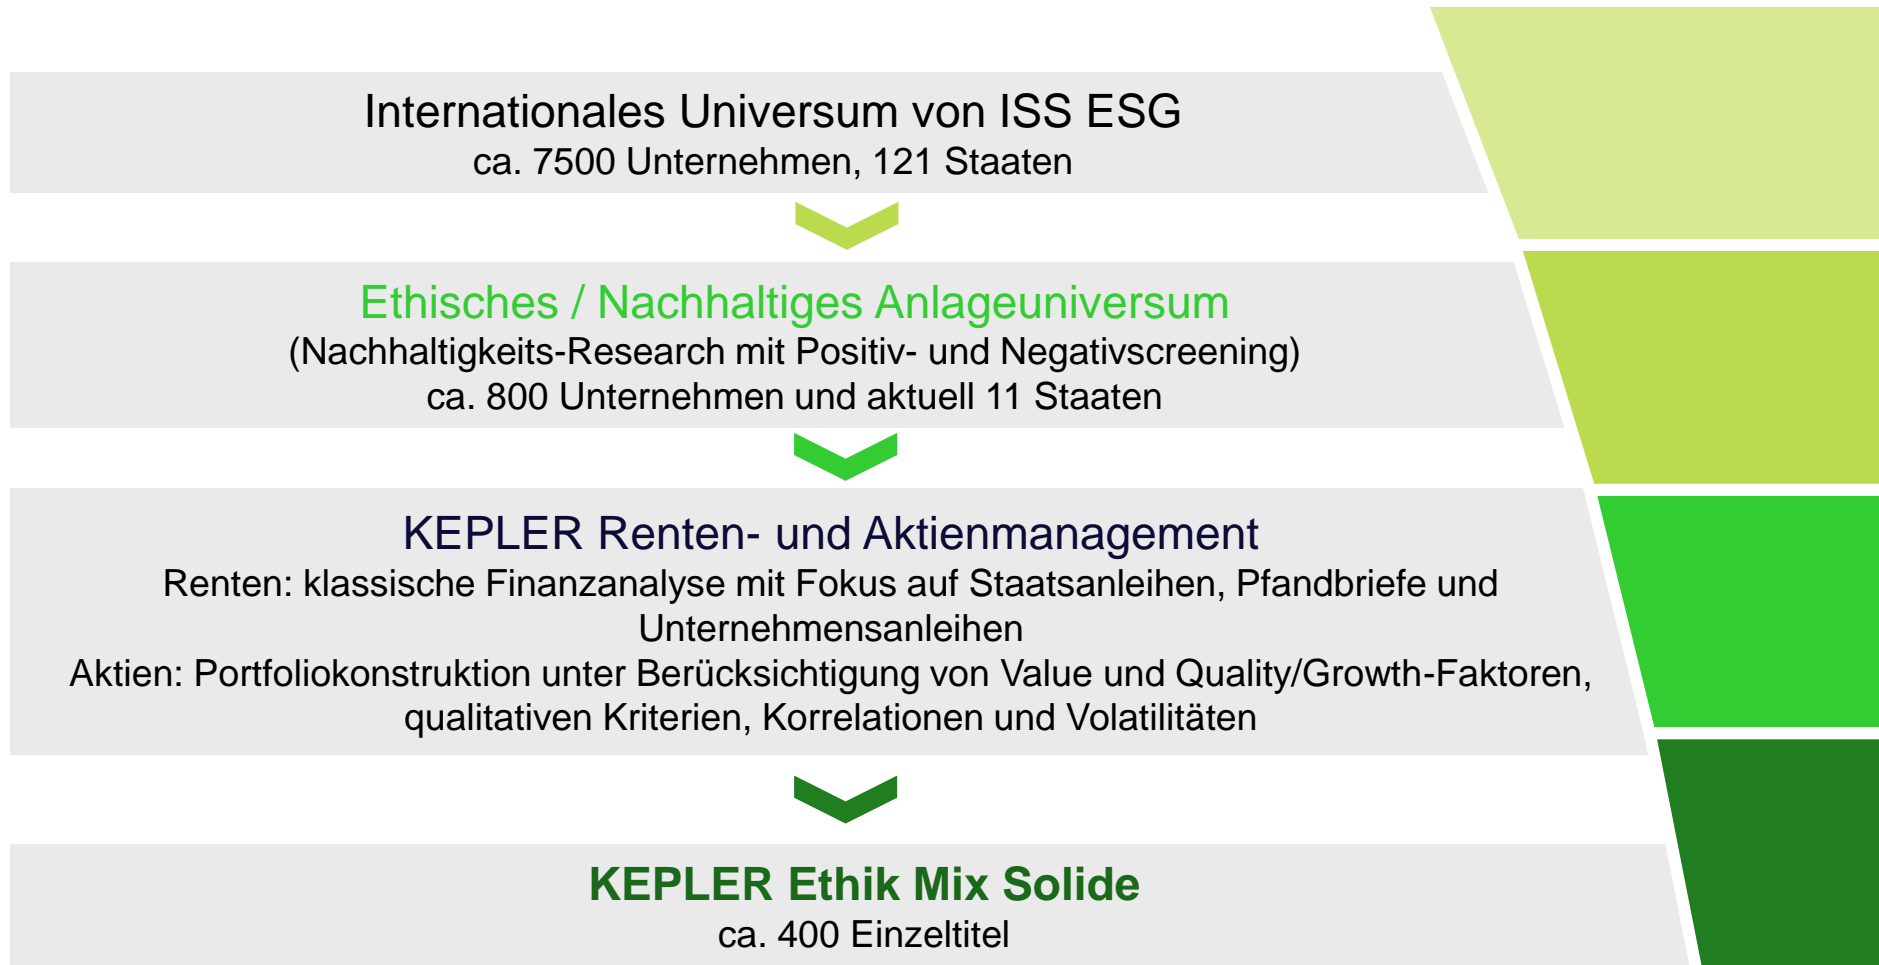 Internationales Universum von ISS ESG
ca. 7500 Unternehmen, 121 Staaten
Ethisches / Nachhaltiges Anlageuniversum
(Nachhaltigkeits-Research mit Positiv- und Negativscreening)
ca. 800 Unternehmen und aktuell 11 Staaten
KEPLER Renten- und Aktienmanagement
Renten: klassische Finanzanalyse mit Fokus auf Staatsanleihen, Pfandbriefe und
Unternehmensanleihen
Aktien: Portfoliokonstruktion unter Berücksichtigung von Value und Quality/Growth-Faktoren,
qualitativen Kriterien, Korrelationen und Volatilitäten
KEPLER Ethik Mix Solide
ca. 400 Einzeltitel